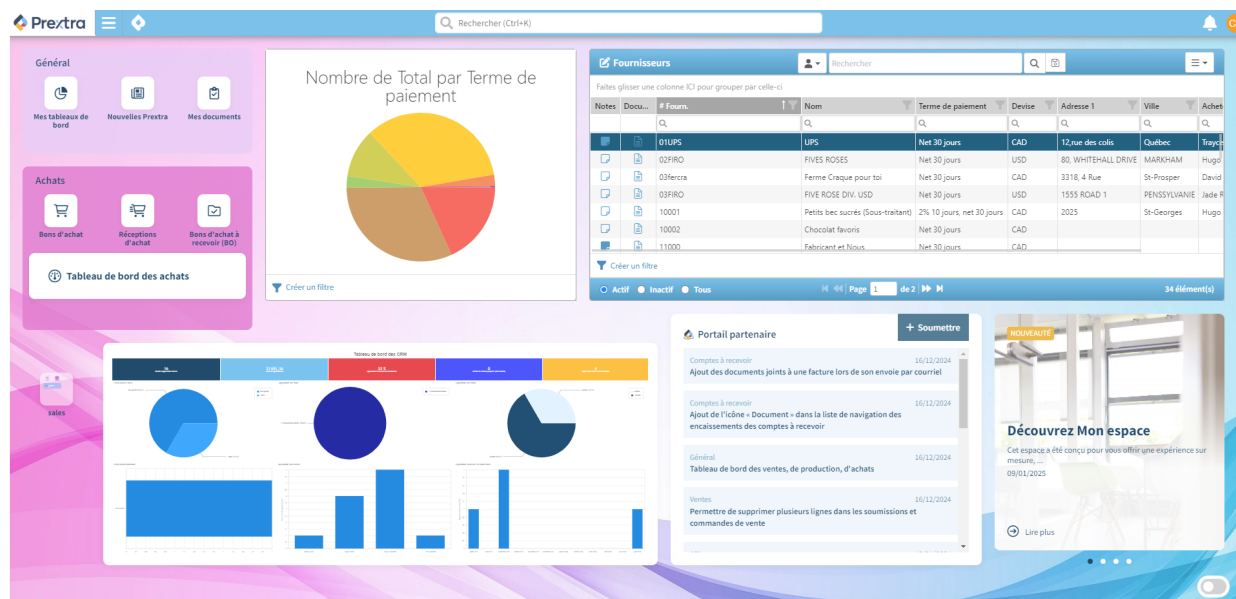 Prextra
Rechercher (Ctrl+K)
C
Général
Mes tableaux de bord
Nouvelles Prextra
Mes documents
Achats
Bons d'achat
Réceptions d'achat
Bons d'achat à recevoir (BO)
Tableau de bord des achats
sales
Nombre de Total par Terme de
paiement
Créer un filtre
Fournisseurs
Rechercher
Faites glisser une colonne ICI pour grouper par celle-ci
Notes Docu... # Fourn. Nom Terme de paiement Devise Adresse 1 Ville Achet
01UPS UPS Net 30 jours CAD 12,rue des colis Québec
02FIRO FIVES ROSES Net 30 jours USD 80, WHITEHALL DRIVE MARKHAM Hugo
03fercra Ferme Craque pour toi Net 30 jours CAD 3318, 4 Rue St-Prosper David
03FIRO FIVE ROSE DIV. USD Net 30 jours USD 1555 ROAD 1 PENSSYLVANIE Jade R
10001 Petits bec sucrés (Sous-traitant) 2% 10 jours, net 30 jours CAD 2025 St-Georges Hugo
10002 Chocolat favoris Net 30 jours CAD
11000 Fabricant et Nous Net 30 jours CAD
Créer un filtre
Actif Inactif Tous Page 1 de 2 34 élément(s)
Tableau de bord des CRM
Portail partenaire
+ Soumettre
Comptes à recevoir 16/12/2024
Ajout des documents joints à une facture lors de son envoie par courriel
Comptes à recevoir 16/12/2024
Ajout de l'icône « Document » dans la liste de navigation des
encaissements des comptes à recevoir
Général 16/12/2024
Tableau de bord des ventes, de production, d'achats
Ventes 16/12/2024
Permettre de supprimer plusieurs lignes dans les soumissions et
commandes de vente
NOUVEAUTÉ
Découvrez Mon espace
Cet espace a été conçu pour vous offrir une expérience sur
mesure, ...
09/01/2025
Lire plus